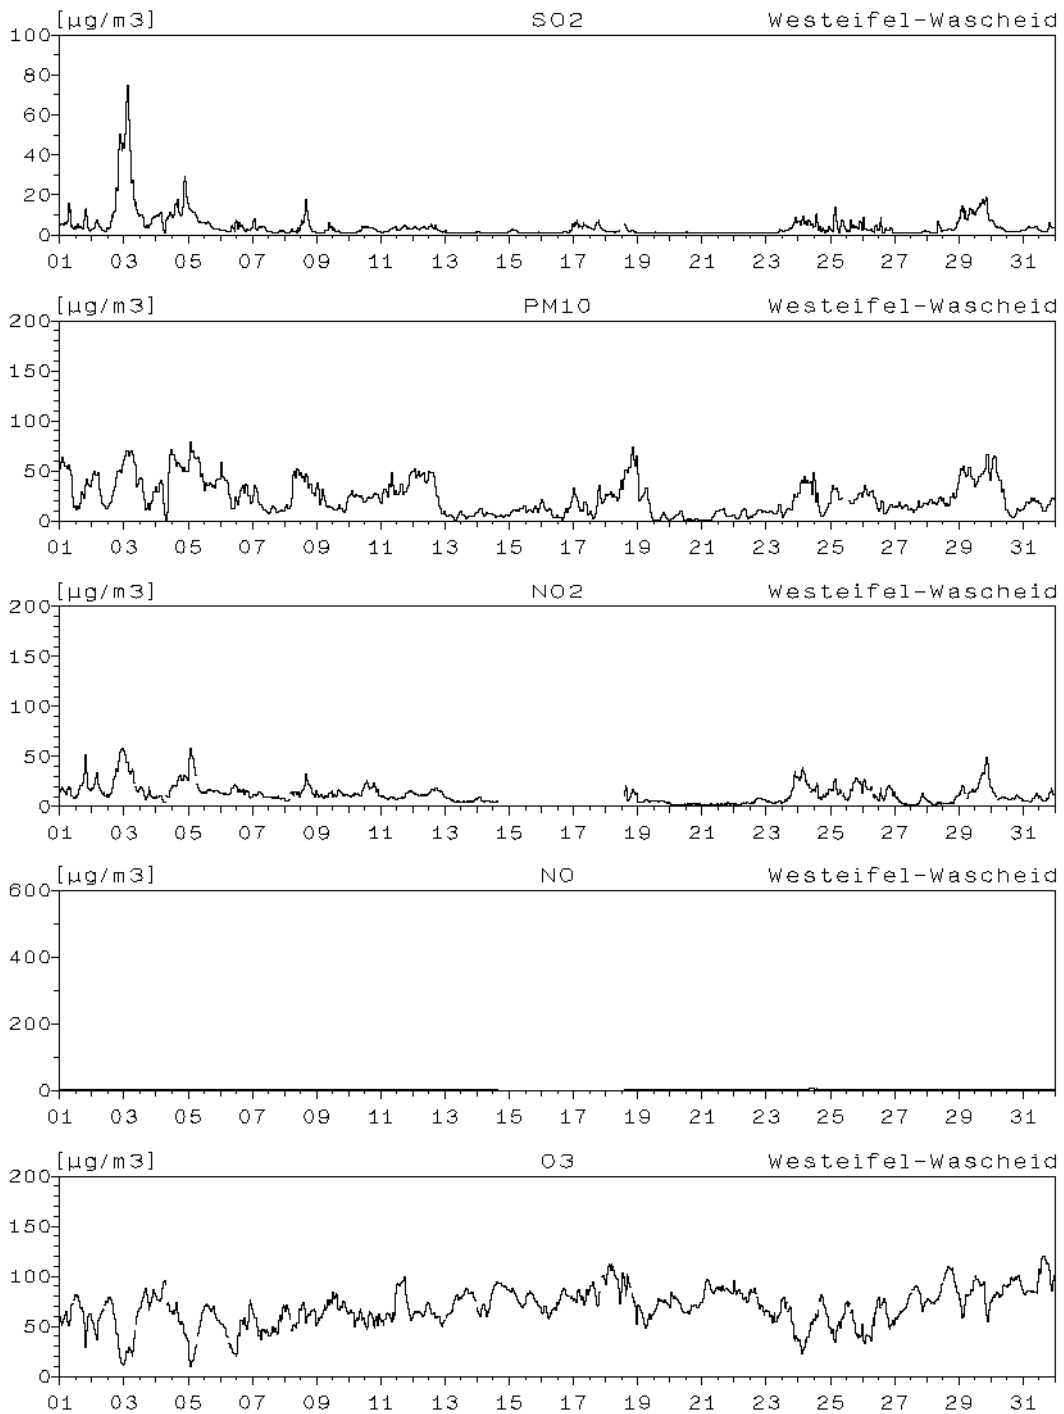 [µg/m3] SO2 Westeifel-Wascheid
100
80
60
40
20
0
01 03 05 07 09 11 13 15 17 19 21 23 25 27 29 31
[µg/m3] PM10 Westeifel-Wascheid
200
150
100
50
0
01 03 05 07 09 11 13 15 17 19 21 23 25 27 29 31
[µg/m3] NO2 Westeifel-Wascheid
200
150
100
50
0
01 03 05 07 09 11 13 15 17 19 21 23 25 27 29 31
[µg/m3] NO Westeifel-Wascheid
600
400
200
0
01 03 05 07 09 11 13 15 17 19 21 23 25 27 29 31
[µg/m3] O3 Westeifel-Wascheid
200
150
100
50
0
01 03 05 07 09 11 13 15 17 19 21 23 25 27 29 31